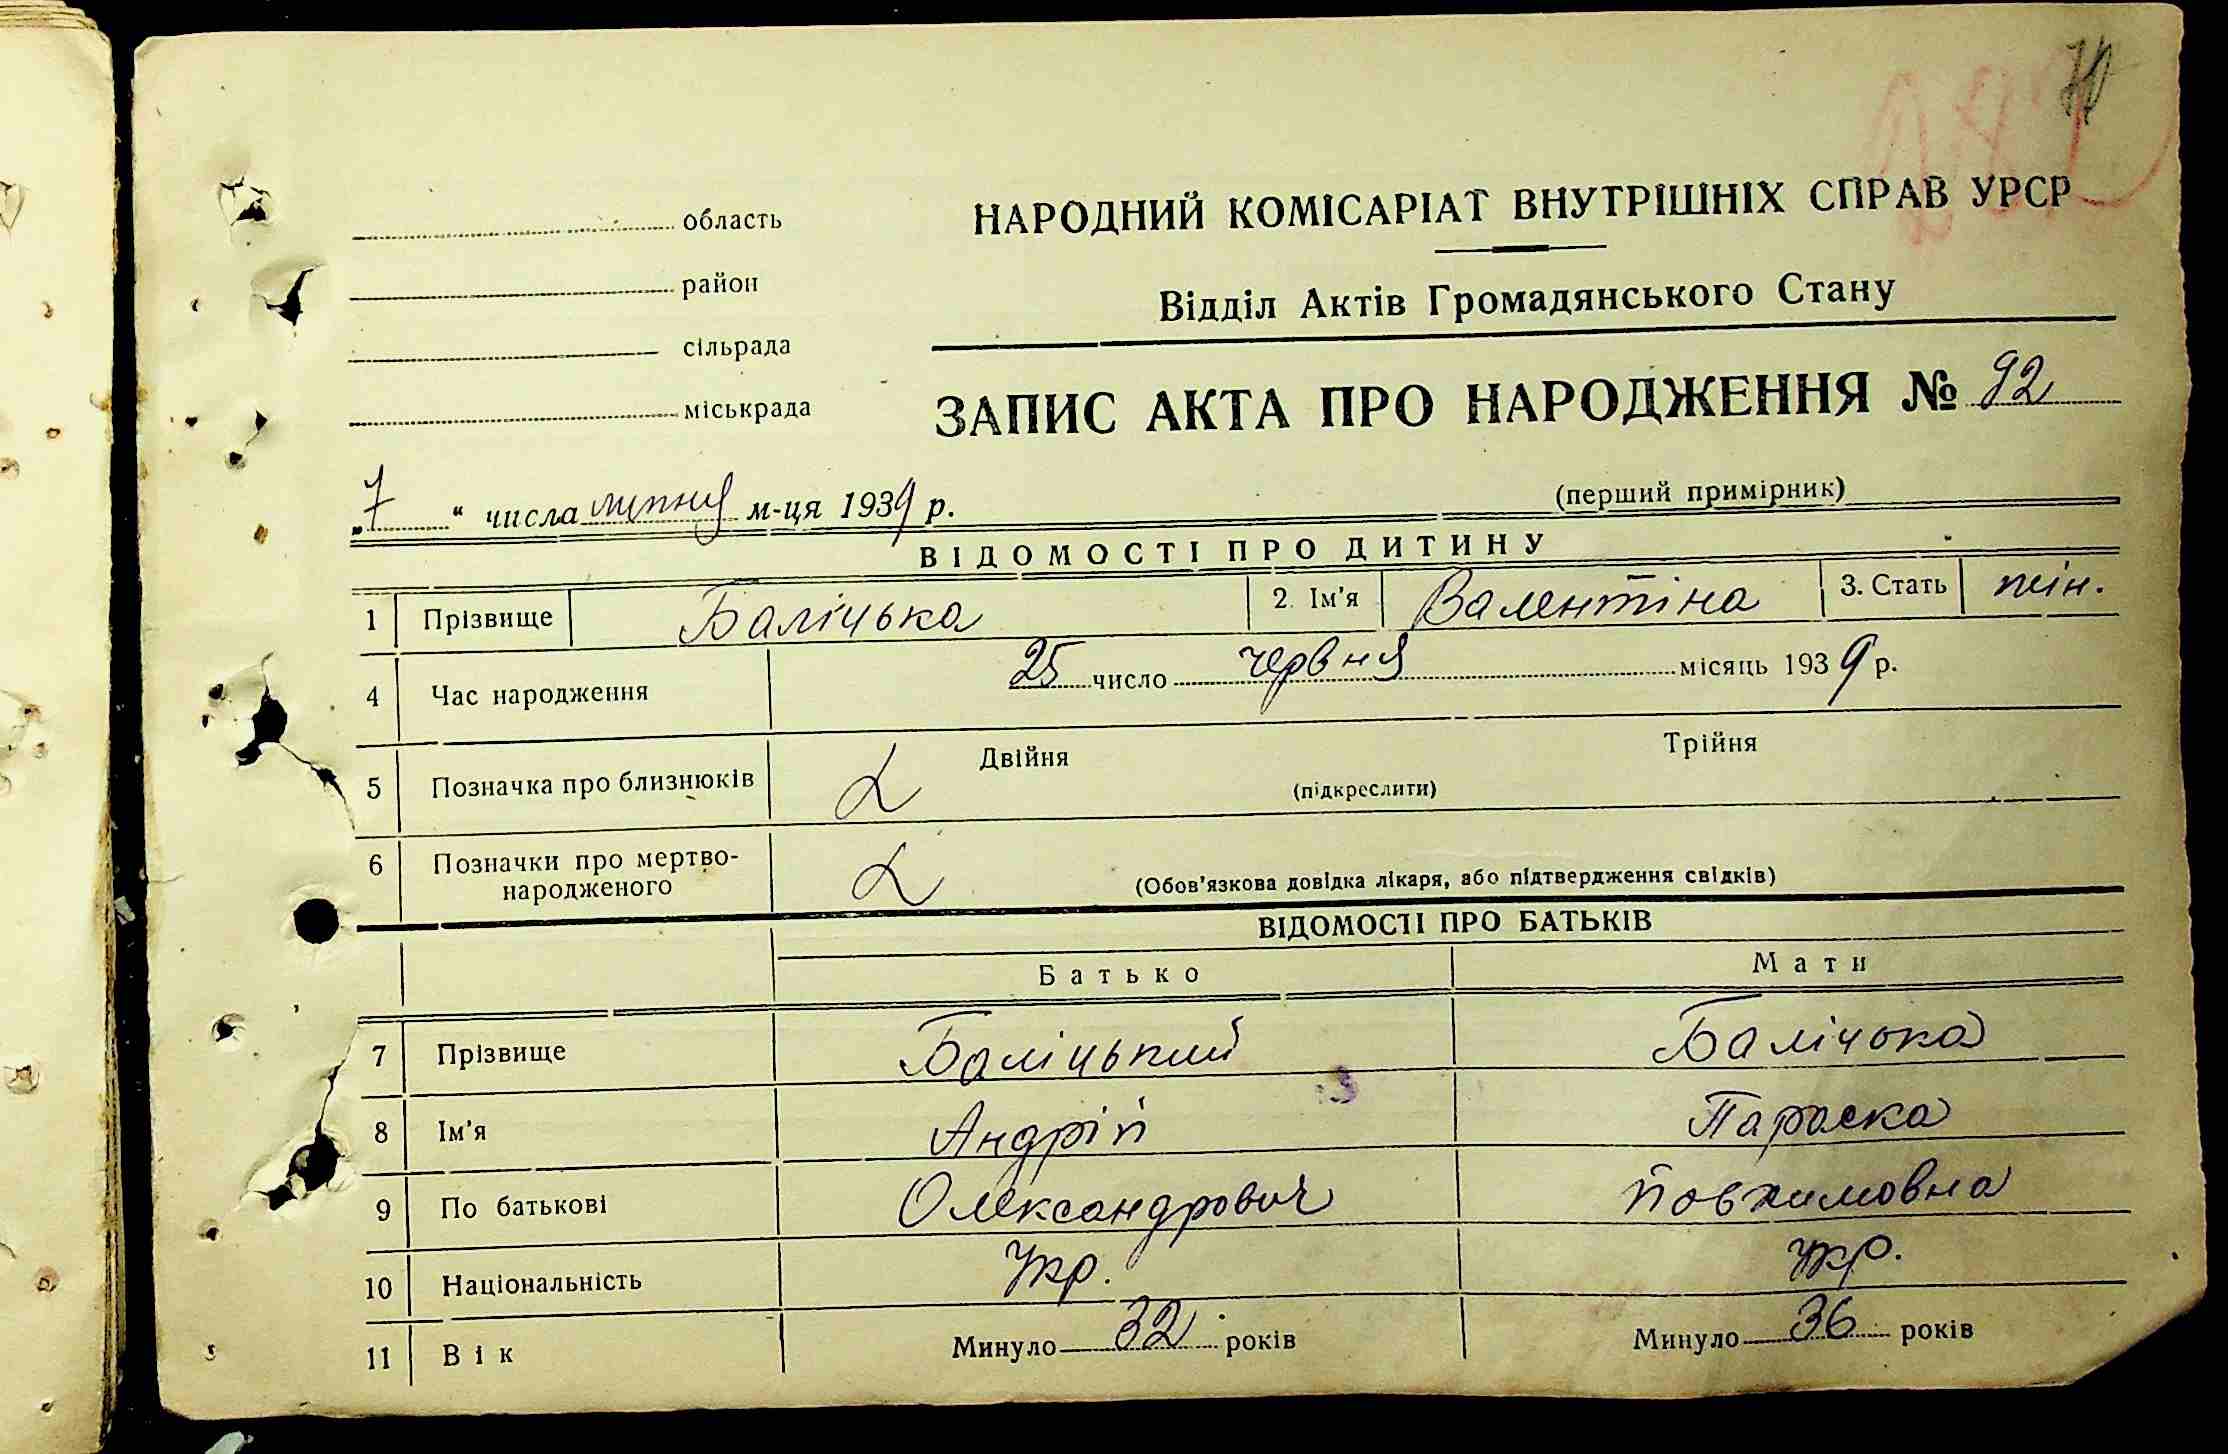 70
НАРОДНИЙ КОМІСАРІАТ ВНУТРІШНІХ СПРАВ УРСР
область
район
Відділ Актів Громадянського Стану
сільрада
міськрада
ЗАПИС АКТА ПРО НАРОДЖЕННЯ № 92
„7“ числа липня м-ця 1939 р.
(перший примірник)
ВІДОМОСТІ ПРО ДИТИНУ
1 Прізвище Баліцька 2. Ім'я Валентіна 3. Стать жін.
4 Час народження 25 число червня місяць 1939 р.
5 Позначка про близнюків Двійня Трійня
(підкреслити)
6 Позначки про мертво-
народженого (Обов'язкова довідка лікаря, або підтвердження свідків)
ВІДОМОСТІ ПРО БАТЬКІВ
Батько Мати
7 Прізвище Баліцький Баліцька
8 Ім'я Андрій Параска
9 По батькові Олександрович Повхимовна
10 Національність Укр. Укр.
11 Вік Минуло 32 років Минуло 36 років